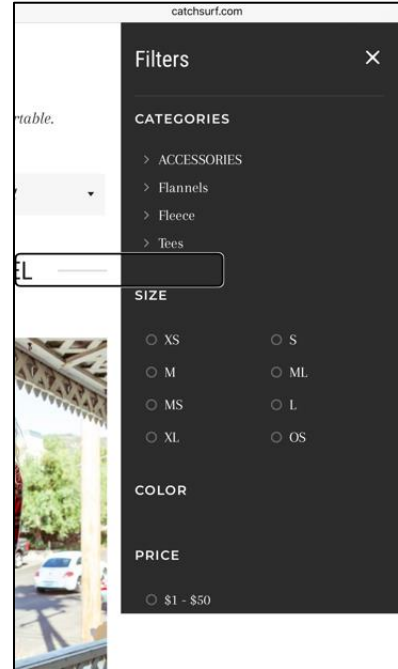 catchsurf.com
Filters
rtable.
CATEGORIES
ACCESSORIES
Flannels
Fleece
Tees
EL
SIZE
XS
S
M
ML
MS
L
XL
OS
COLOR
PRICE
$1 - $50